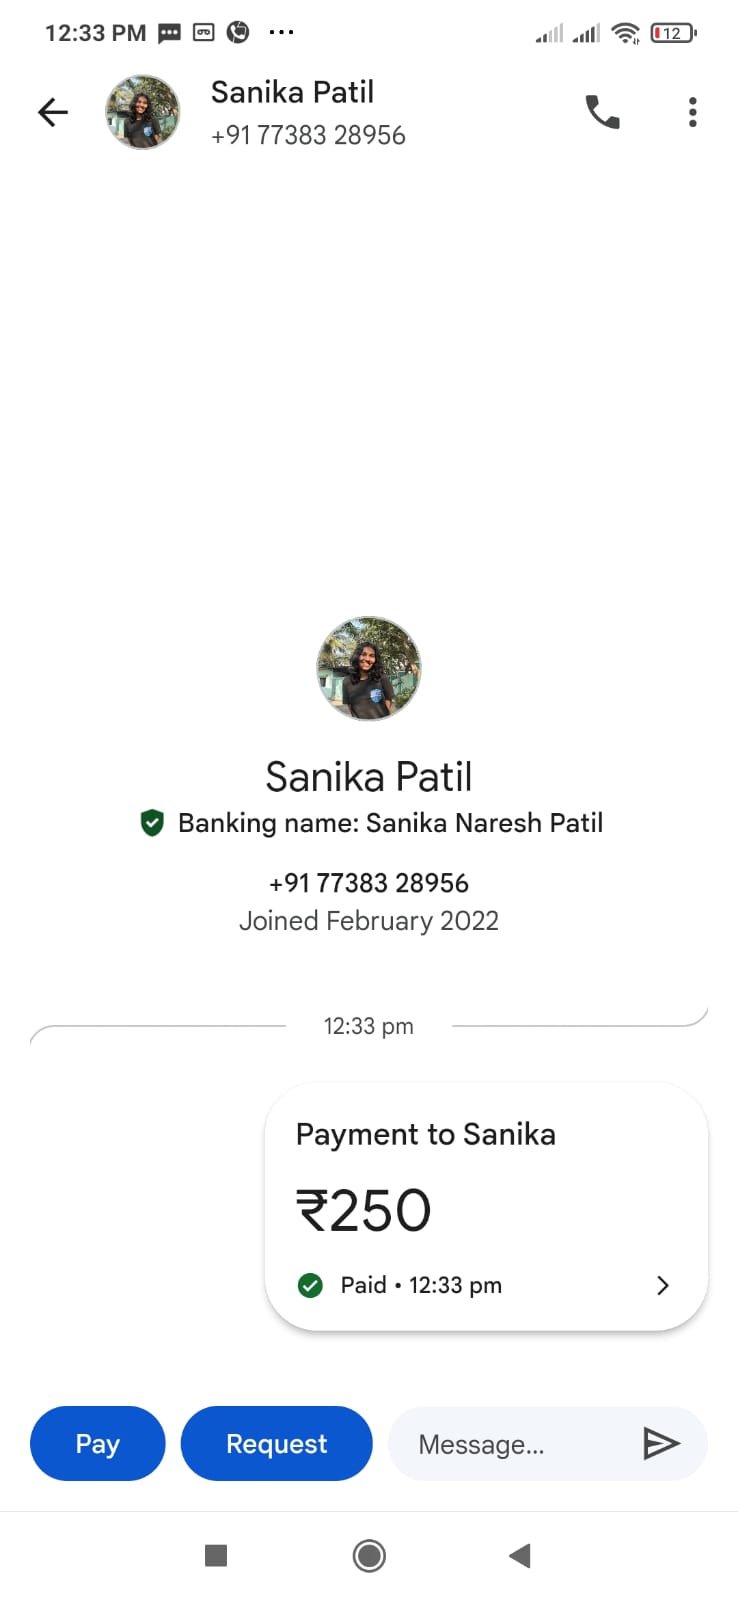 12:33 PM
12
Sanika Patil
+91 77383 28956
Sanika Patil
Banking name: Sanika Naresh Patil
+91 77383 28956
Joined February 2022
12:33 pm
Payment to Sanika
₹250
Paid • 12:33 pm
Pay
Request
Message...